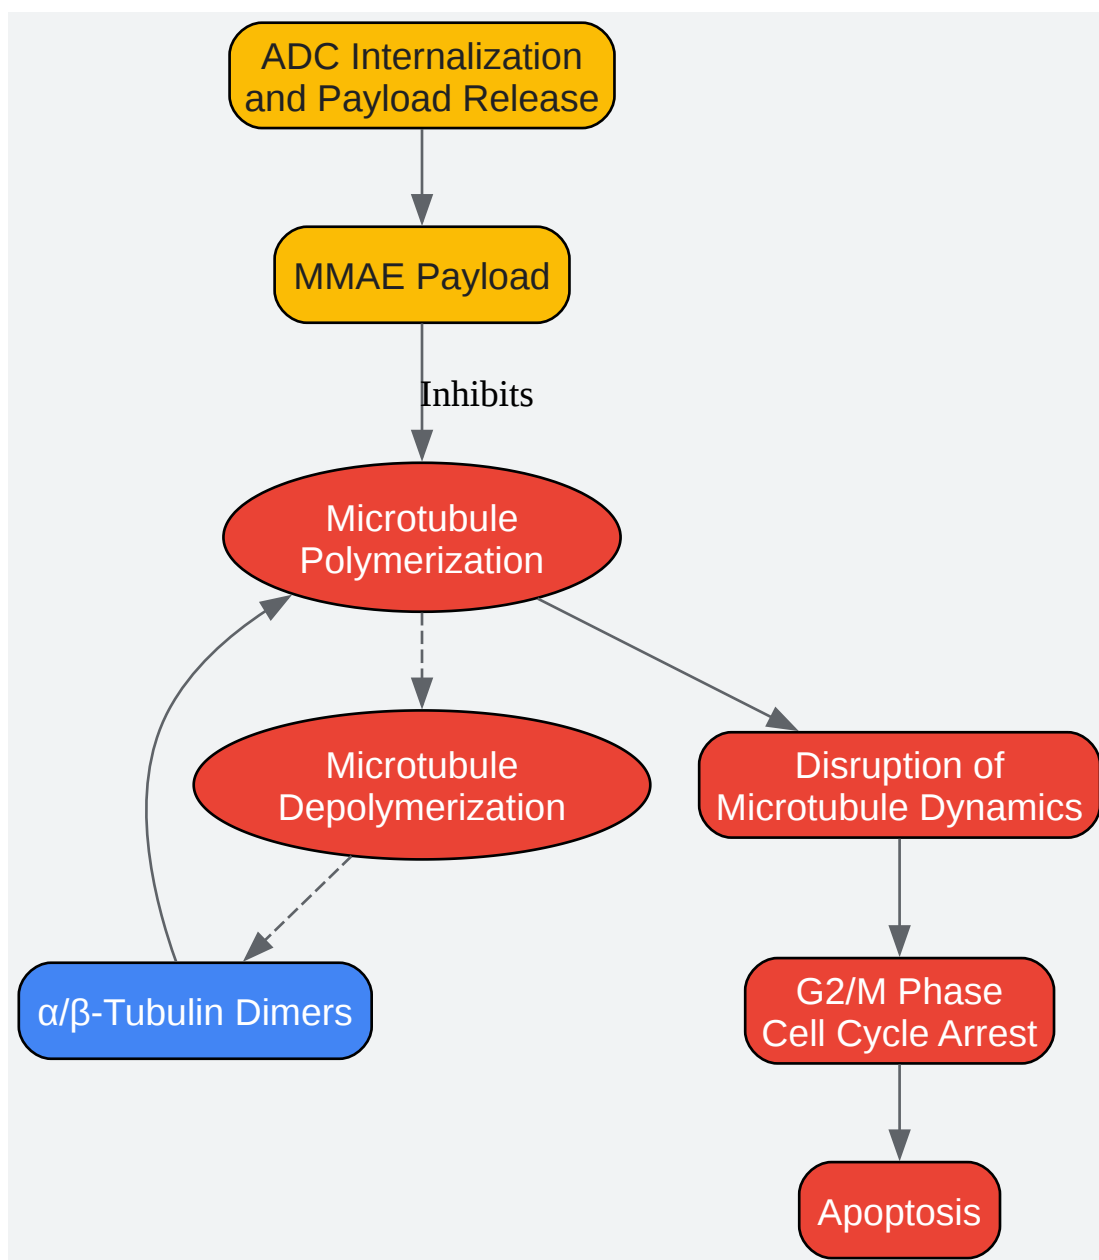 ADC Internalization
and Payload Release
MMAE Payload
Inhibits
Microtubule
Polymerization
Microtubule
Depolymerization
Disruption of
Microtubule Dynamics
α/β-Tubulin Dimers
G2/M Phase
Cell Cycle Arrest
Apoptosis